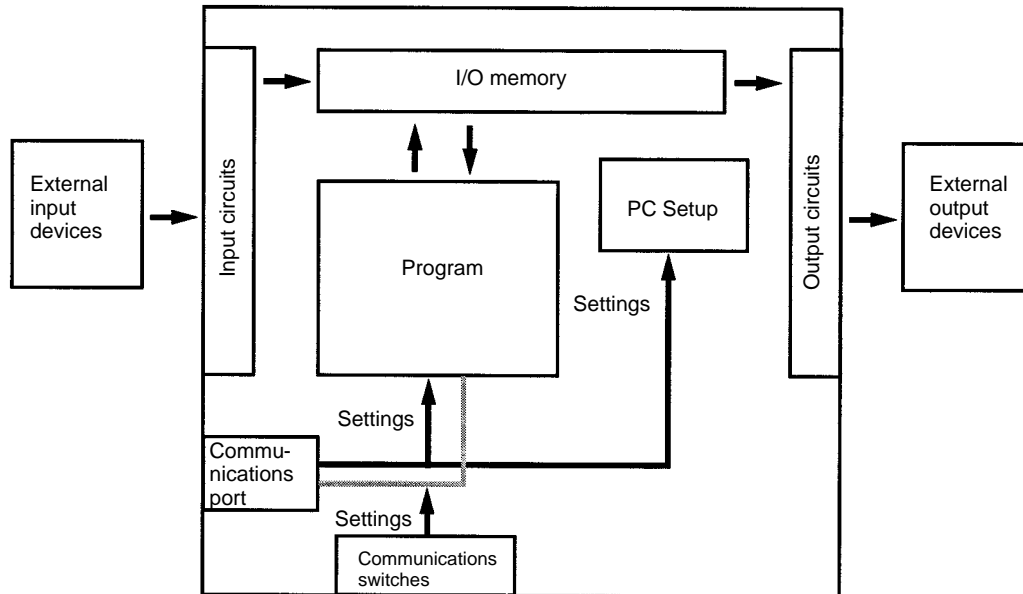 I/O memory
External
input
devices
Input circuits
Program
PC Setup
Output circuits
External
output
devices
Settings
Settings
Commu-
nications
port
Settings
Communications
switches